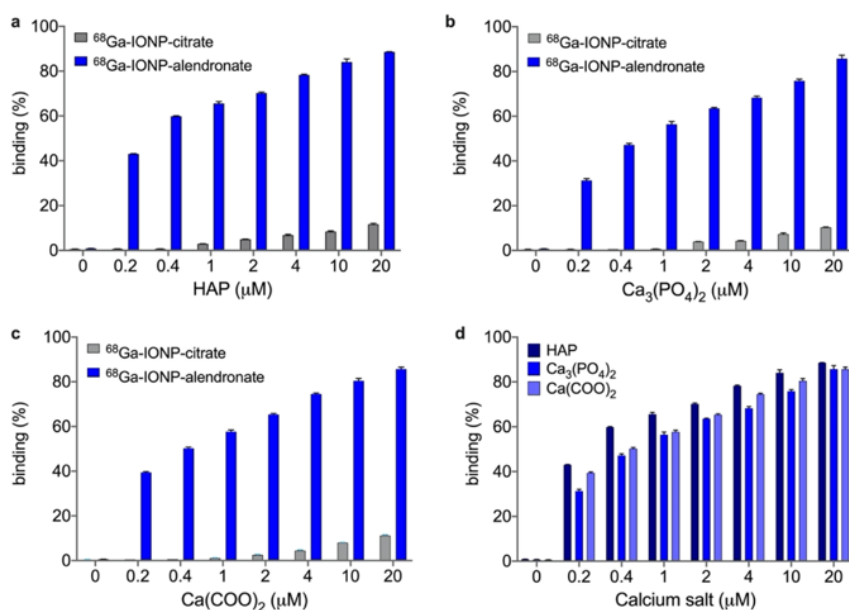 a
⁶⁸Ga-IONP-citrate
⁶⁸Ga-IONP-alendronate
binding (%)
100
80
60
40
20
0
0 0.2 0.4 1 2 4 10 20
HAP (μM)
b
⁶⁸Ga-IONP-citrate
⁶⁸Ga-IONP-alendronate
binding (%)
100
80
60
40
20
0
0 0.2 0.4 1 2 4 10 20
Ca₃(PO₄)₂ (μM)
c
⁶⁸Ga-IONP-citrate
⁶⁸Ga-IONP-alendronate
binding (%)
100
80
60
40
20
0
0 0.2 0.4 1 2 4 10 20
Ca(COO)₂ (μM)
d
HAP
Ca₃(PO₄)₂
Ca(COO)₂
binding (%)
100
80
60
40
20
0
0 0.2 0.4 1 2 4 10 20
Calcium salt (μM)